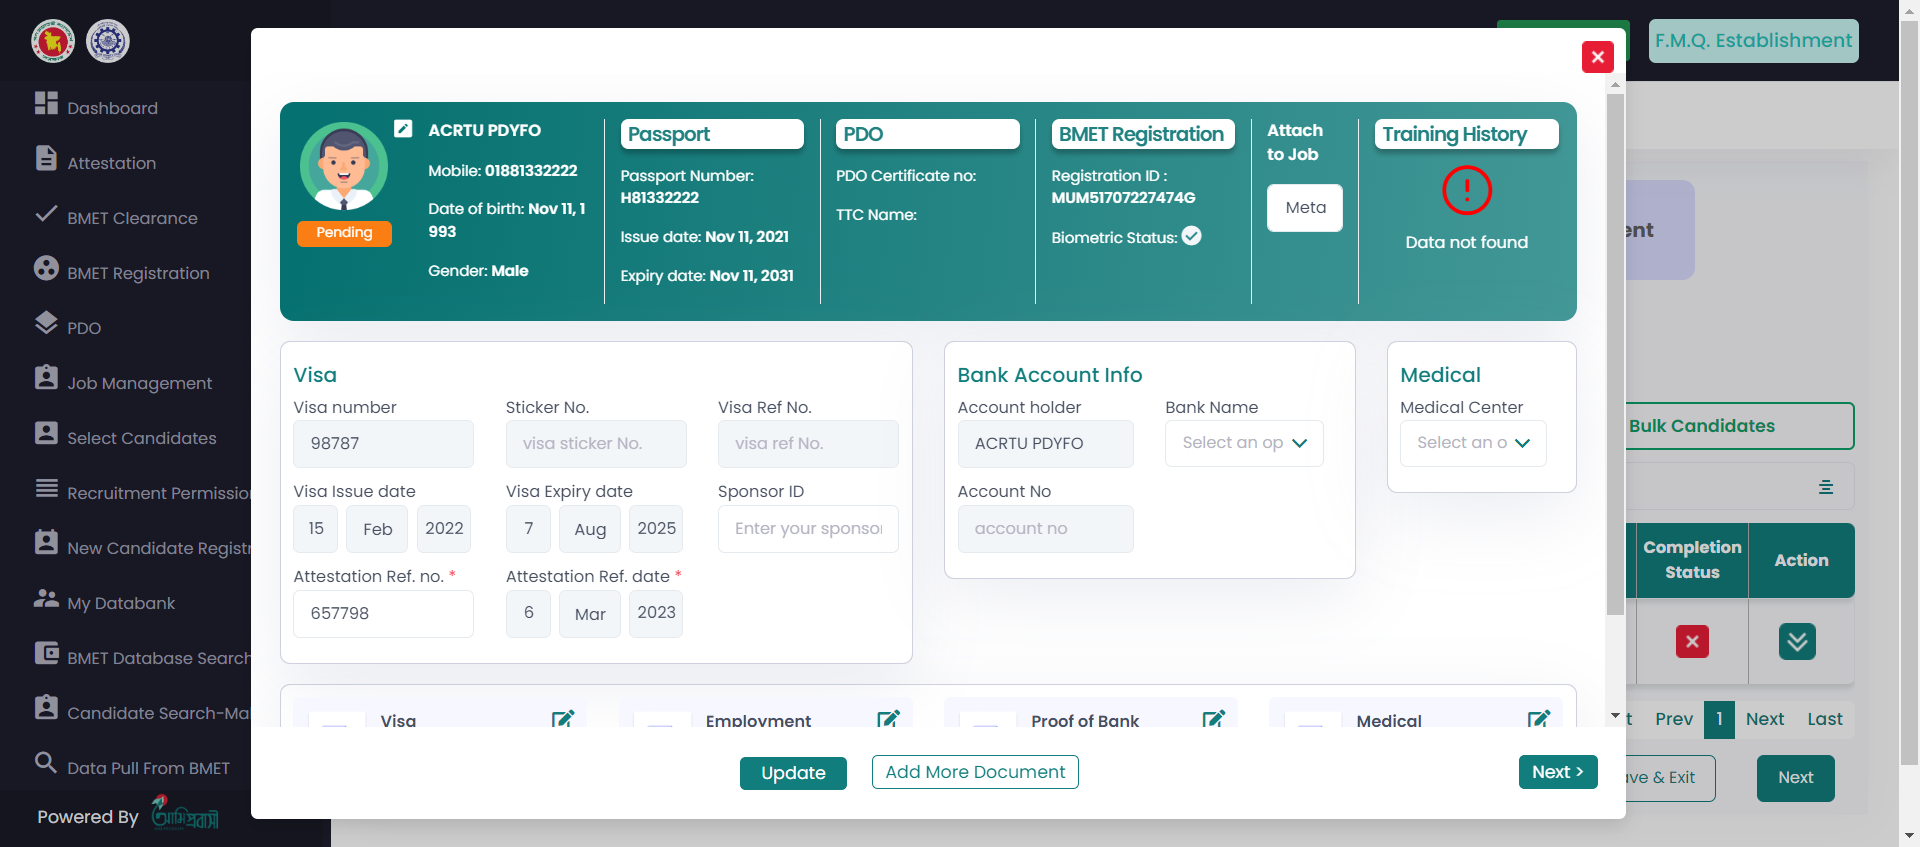 F.M.Q. Establishment
Dashboard
Attestation
BMET Clearance
BMET Registration
PDO
Job Management
Select Candidates
Recruitment Permissio
New Candidate Registr
My Databank
BMET Database Search
Candidate Search-Ma
Data Pull From BMET
Powered By আমি প্রবাসী
ACRTU PDYFO
Mobile: 01881332222
Date of birth: Nov 11, 1
993
Gender: Male
Pending
Passport
Passport Number:
H81332222
Issue date: Nov 11, 2021
Expiry date: Nov 11, 2031
PDO
PDO Certificate no:
TTC Name:
BMET Registration
Registration ID :
MUM51707227474G
Biometric Status:
Attach
to Job
Meta
Training History
Data not found
Visa
Visa number
Sticker No.
Visa Ref No.
98787
visa sticker No.
visa ref No.
Visa Issue date
Visa Expiry date
Sponsor ID
15 Feb 2022
7 Aug 2025
Enter your sponso
Attestation Ref. no. *
Attestation Ref. date *
657798
6 Mar 2023
Bank Account Info
Account holder
Bank Name
ACRTU PDYFO
Select an op
Account No
account no
Medical
Medical Center
Select an o
Visa
Employment
Proof of Bank
Medical
Update
Add More Document
Next >
ent
Bulk Candidates
Completion
Status
Action
t Prev 1 Next Last
ve & Exit
Next